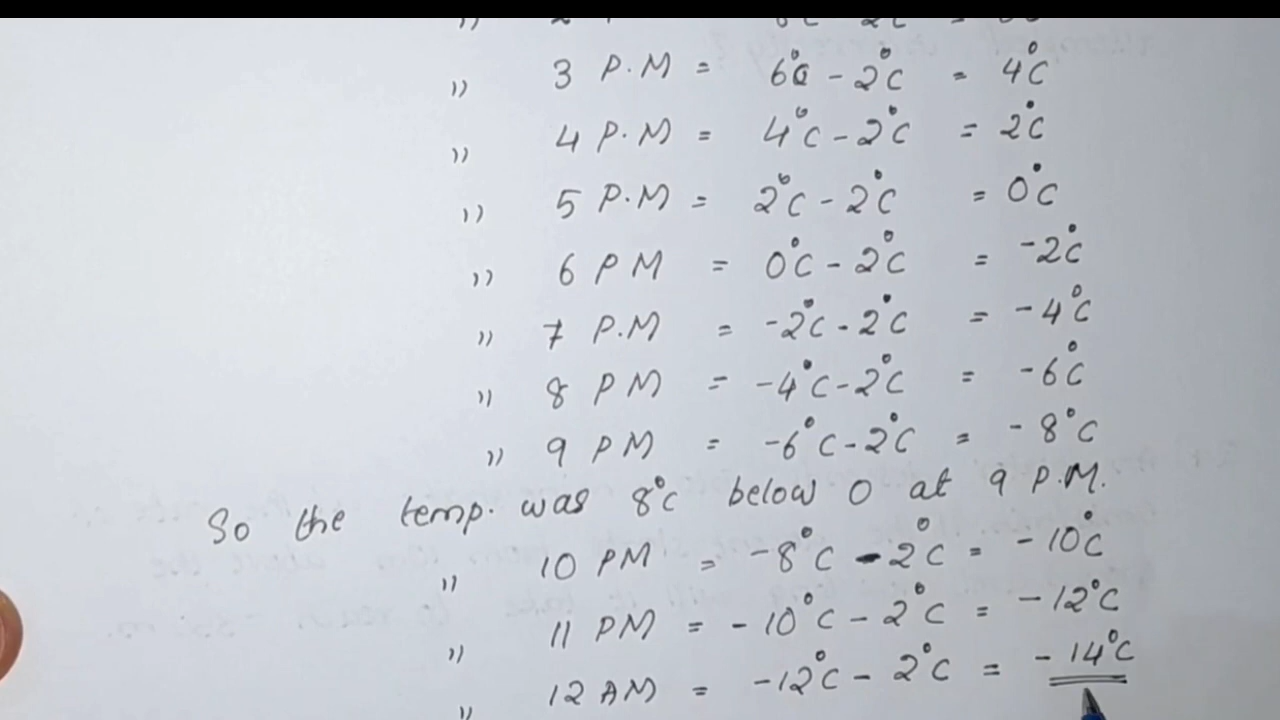 ,, 3 P.M = 6°C - 2°C = 4°C
,, 4 P.M = 4°C - 2°C = 2°C
,, 5 P.M = 2°C - 2°C = 0°C
,, 6 PM = 0°C - 2°C = -2°C
,, 7 P.M = -2°C - 2°C = -4°C
,, 8 PM = -4°C - 2°C = -6°C
,, 9 PM = -6°C - 2°C = -8°C
So the temp. was 8°C below 0 at 9 P.M.
,, 10 PM = -8°C - 2°C = -10°C
,, 11 PM = -10°C - 2°C = -12°C
,, 12 AM = -12°C - 2°C = -14°C